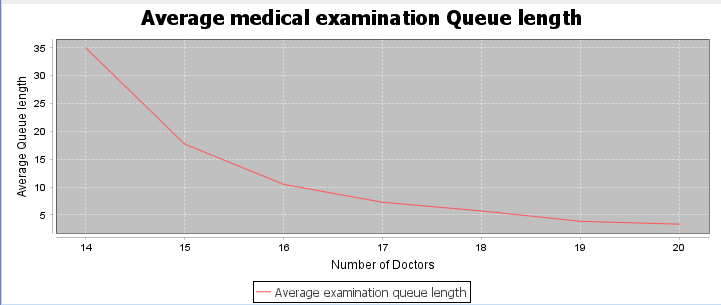 Average medical examination Queue length
35
30
25
20
15
10
5
Average Queue length
14 15 16 17 18 19 20
Number of Doctors
Average examination queue length